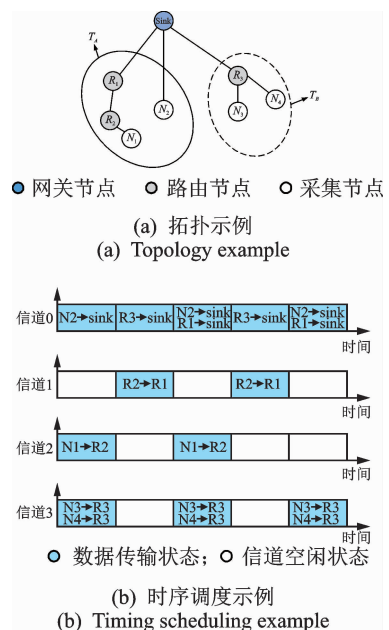 Sink
T_A
R₁
R₃
N₂
N₄
R₂
N₃
T_B
N₁
网关节点 路由节点 采集节点
(a) 拓扑示例
(a) Topology example
信道0 N2→sink R3→sink N2→sink R1→sink R3→sink N2→sink R1→sink
时间
信道1 R2→R1 R2→R1
时间
信道2 N1→R2 N1→R2
时间
信道3 N3→R3 N4→R3 N3→R3 N4→R3 N3→R3 N4→R3
时间
数据传输状态; 信道空闲状态
(b) 时序调度示例
(b) Timing scheduling example